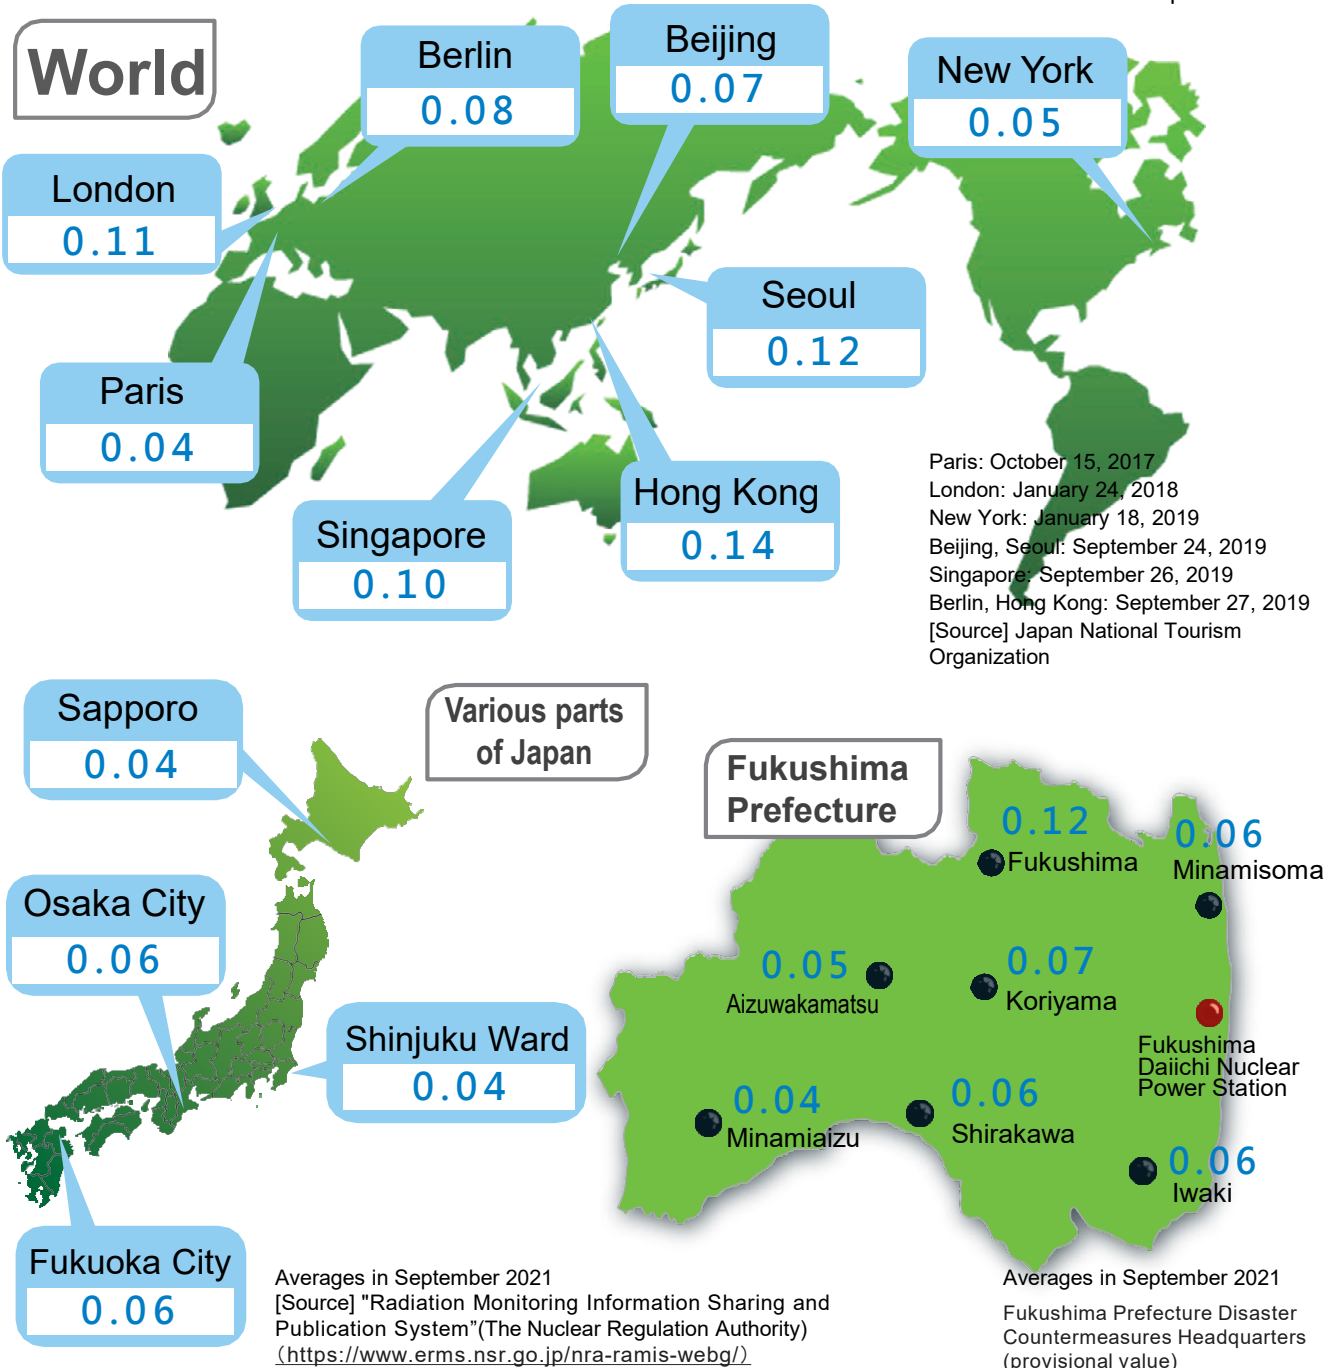 World
Berlin
0.08
Beijing
0.07
New York
0.05
London
0.11
Seoul
0.12
Paris
0.04
Hong Kong
0.14
Singapore
0.10
Paris: October 15, 2017
London: January 24, 2018
New York: January 18, 2019
Beijing, Seoul: September 24, 2019
Singapore: September 26, 2019
Berlin, Hong Kong: September 27, 2019
[Source] Japan National Tourism
Organization
Various parts
of Japan
Sapporo
0.04
Osaka City
0.06
Shinjuku Ward
0.04
Fukuoka City
0.06
Averages in September 2021
[Source] "Radiation Monitoring Information Sharing and
Publication System”(The Nuclear Regulation Authority)
（https://www.erms.nsr.go.jp/nra-ramis-webg/）
Fukushima
Prefecture
0.12
Fukushima
0.06
Minamisoma
0.05
Aizuwakamatsu
0.07
Koriyama
Fukushima
Daiichi Nuclear
Power Station
0.04
Minamiaizu
0.06
Shirakawa
0.06
Iwaki
Averages in September 2021
Fukushima Prefecture Disaster
Countermeasures Headquarters
(provisional value)